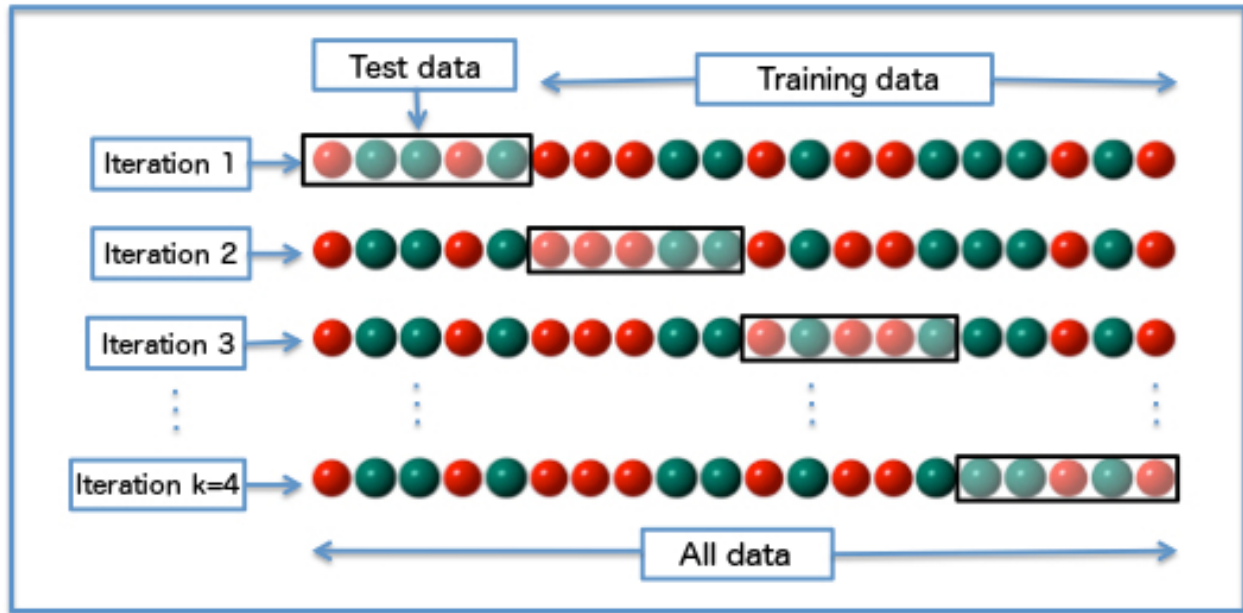 Test data
Training data
Iteration 1
Iteration 2
Iteration 3
Iteration k=4
All data